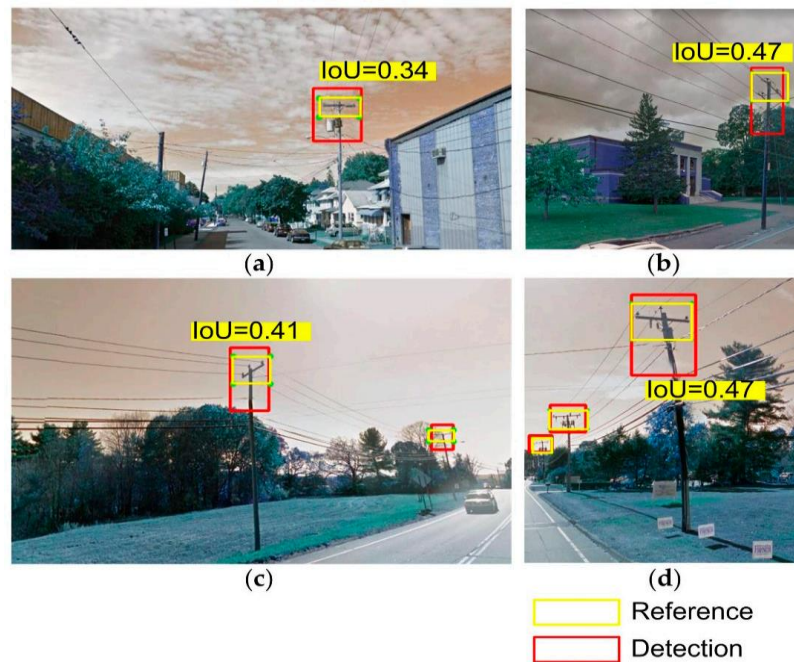 IoU=0.34
IoU=0.47
(a)
(b)
IoU=0.41
IoU=0.47
(c)
(d)
Reference
Detection